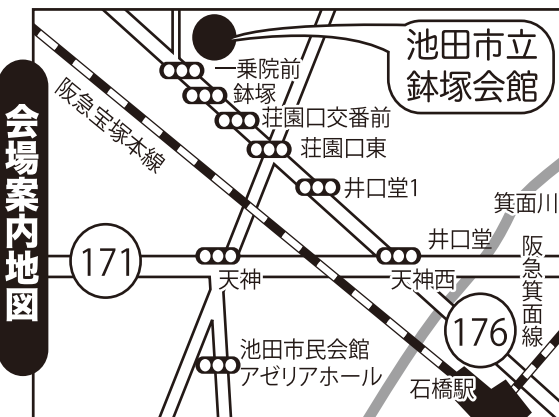 会場案内地図
池田市立
鉢塚会館
一乗院前
鉢塚
荘園口交番前
荘園口東
井口堂1
阪急宝塚本線
箕面川
井口堂
阪急箕面線
171
天神
天神西
176
池田市民会館
アゼリアホール
石橋駅